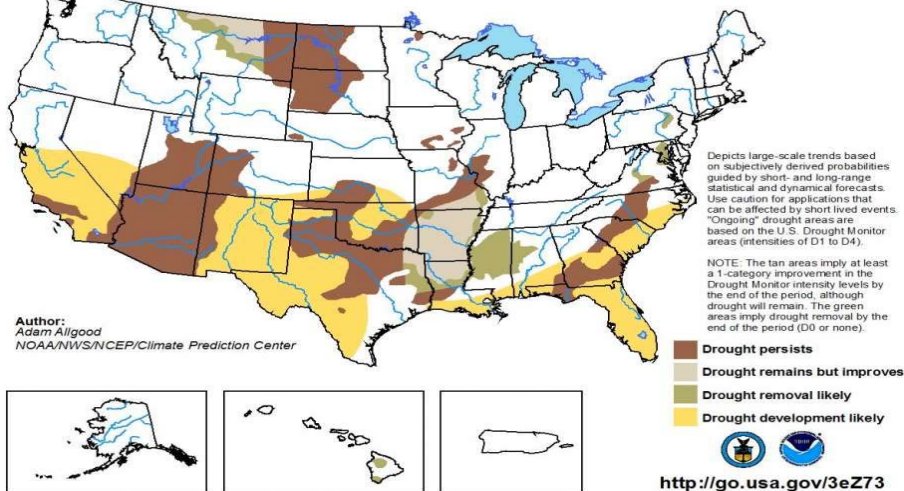 Depicts large-scale trends based
on subjectively derived probabilities
guided by short- and long-range
statistical and dynamical forecasts.
Use caution for applications that
can be affected by short lived events.
"Ongoing" drought areas are
based on the U.S. Drought Monitor
areas (intensities of D1 to D4).
NOTE: The tan areas imply at least
a 1-category improvement in the
Drought Monitor intensity levels by
the end of the period, although
drought will remain. The green
areas imply drought removal by the
end of the period (D0 or none).
Author:
Adam Allgood
NOAA/NWS/NCEP/Climate Prediction Center
Drought persists
Drought remains but improves
Drought removal likely
Drought development likely
http://go.usa.gov/3eZ73